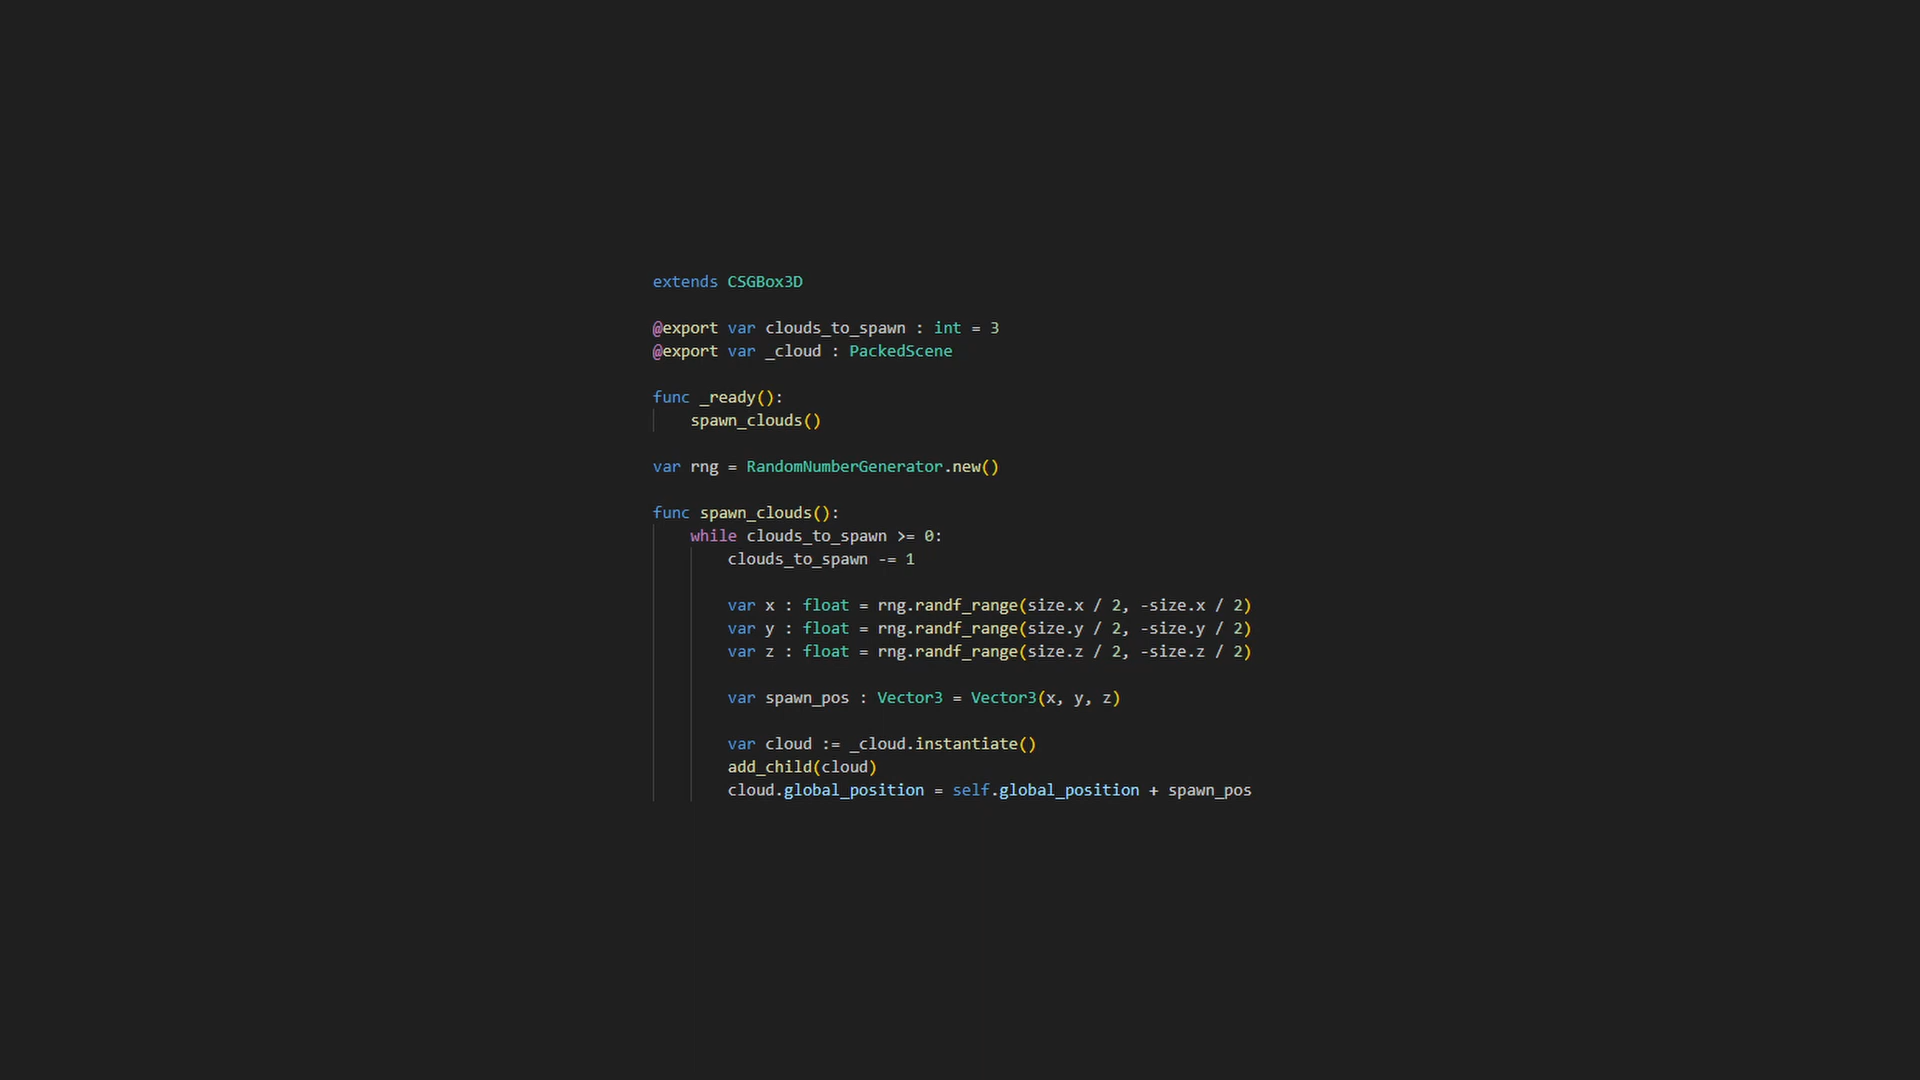 extends CSGBox3D
@export var clouds_to_spawn : int = 3
@export var _cloud : PackedScene
func _ready():
spawn_clouds()
var rng = RandomNumberGenerator.new()
func spawn_clouds():
while clouds_to_spawn >= 0:
clouds_to_spawn -= 1
var x : float = rng.randf_range(size.x / 2, -size.x / 2)
var y : float = rng.randf_range(size.y / 2, -size.y / 2)
var z : float = rng.randf_range(size.z / 2, -size.z / 2)
var spawn_pos : Vector3 = Vector3(x, y, z)
var cloud := _cloud.instantiate()
add_child(cloud)
cloud.global_position = self.global_position + spawn_pos